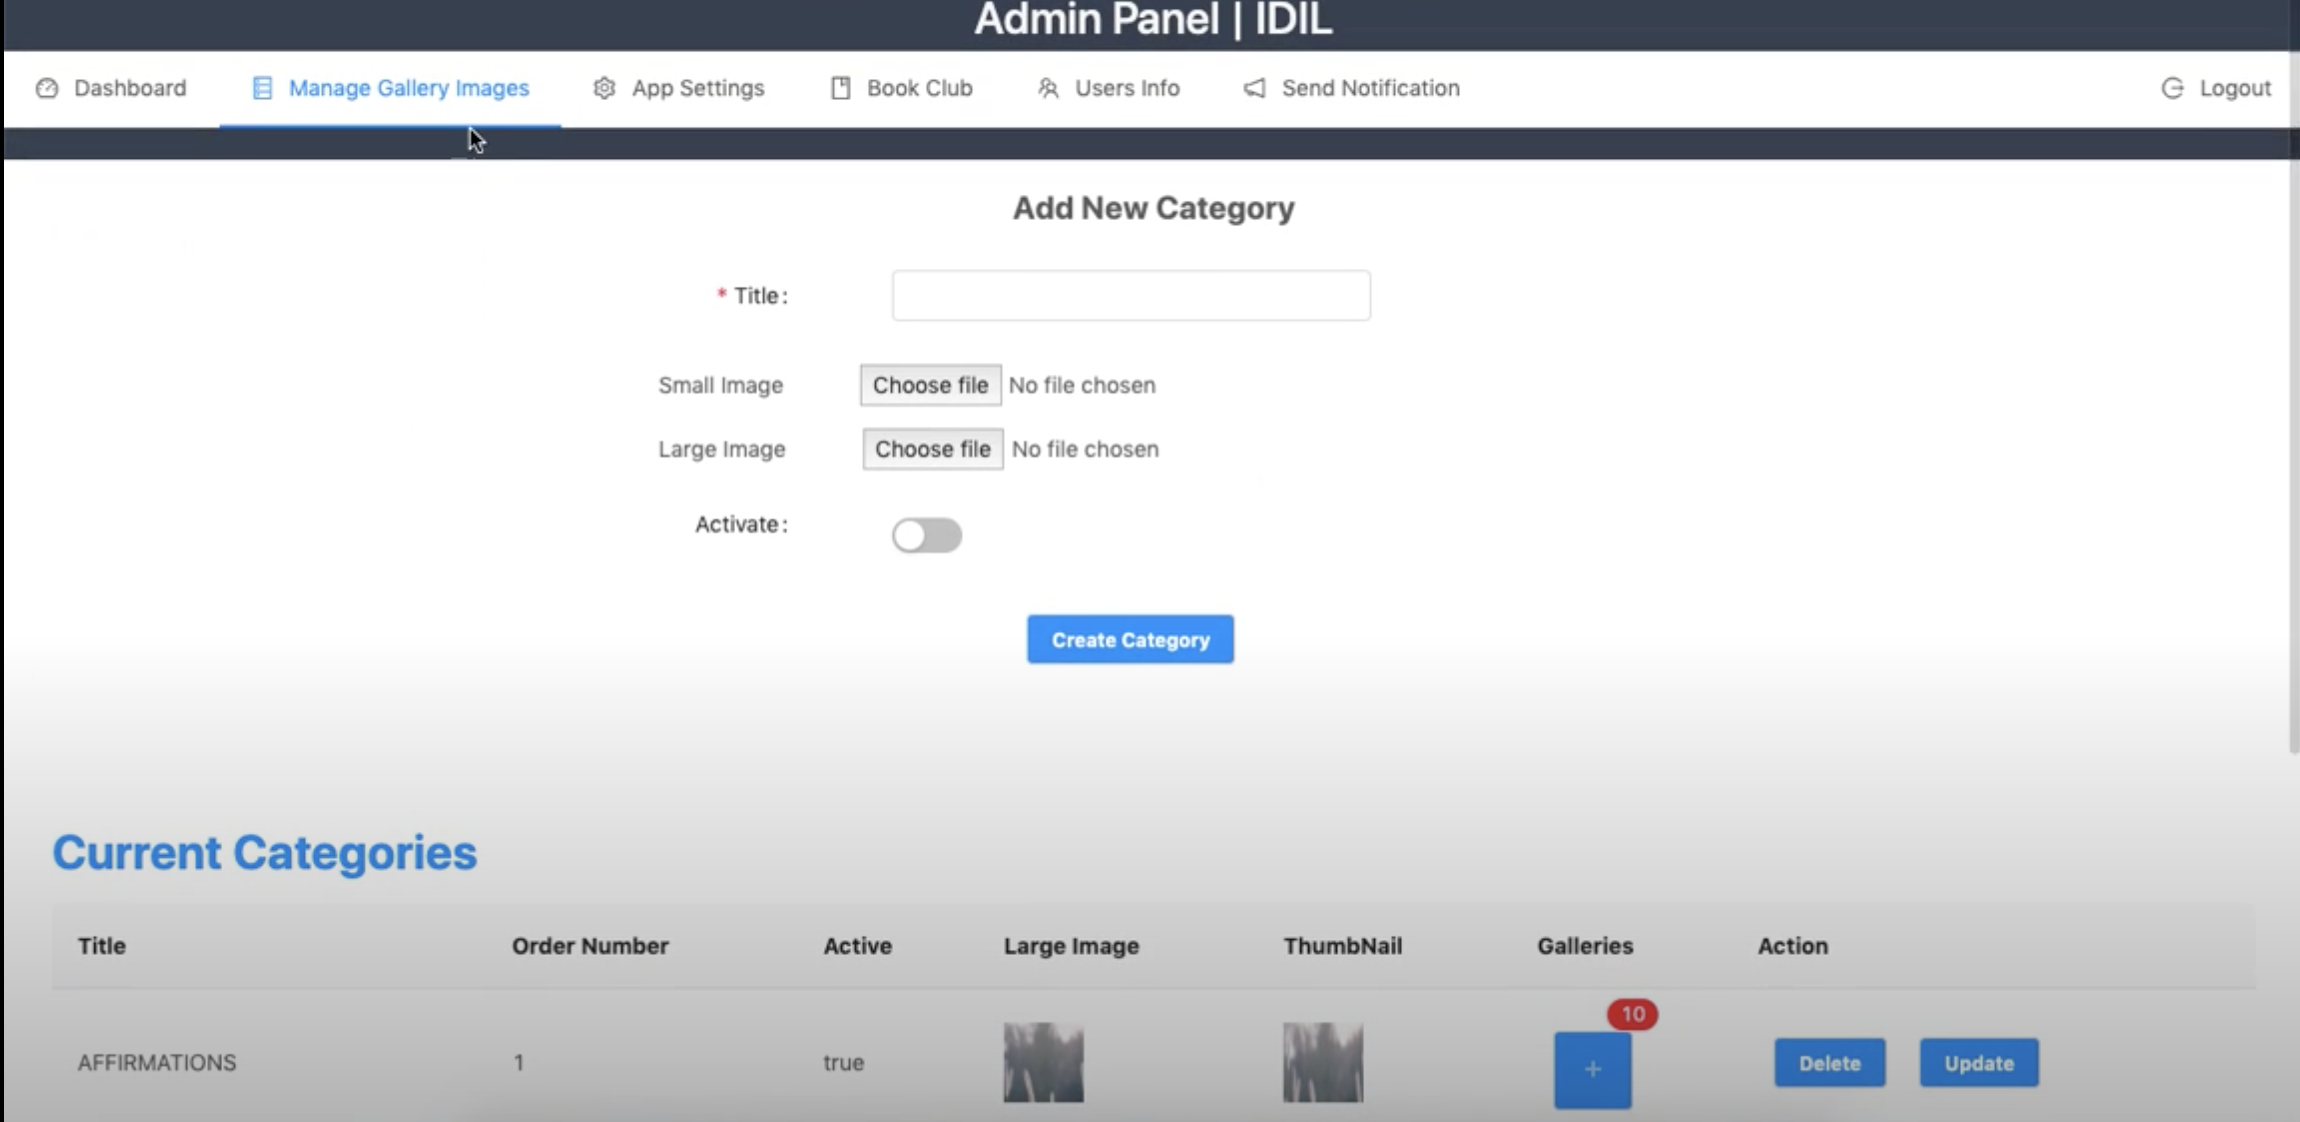 Admin Panel | IDIL
Dashboard Manage Gallery Images App Settings Book Club Users Info Send Notification Logout
Add New Category
* Title:
Small Image Choose file No file chosen
Large Image Choose file No file chosen
Activate:
Create Category
Current Categories
Title Order Number Active Large Image ThumbNail Galleries Action
10
AFFIRMATIONS 1 true + Delete Update